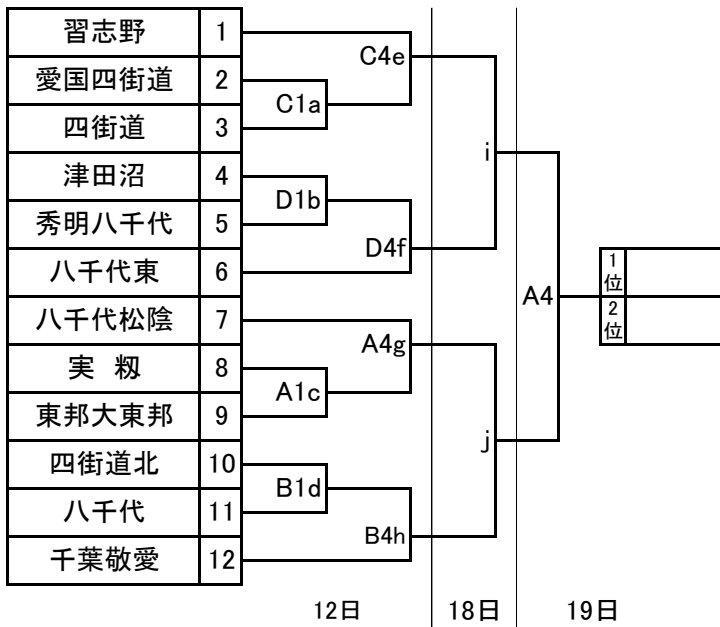 習志野 1
C4e
愛国四街道 2
C1a
四街道 3
i
津田沼 4
D1b
秀明八千代 5
D4f
八千代東 6
1位
A4
八千代松陰 7
2位
A4g
実 籾 8
A1c
東邦大東邦 9
j
四街道北 10
B1d
八千代 11
B4h
千葉敬愛 12
12日 18日 19日